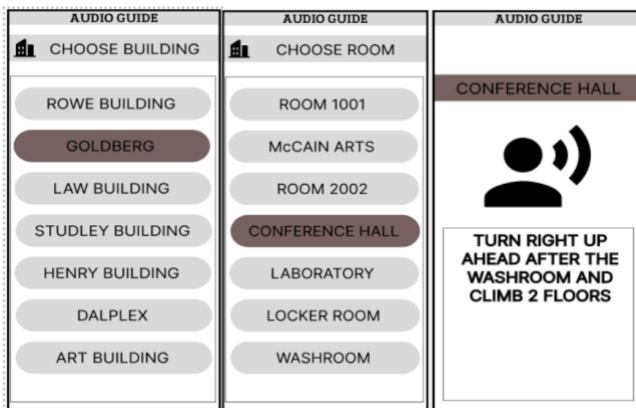 AUDIO GUIDE
CHOOSE BUILDING
ROWE BUILDING
GOLDBERG
LAW BUILDING
STUDLEY BUILDING
HENRY BUILDING
DALPLEX
ART BUILDING
AUDIO GUIDE
CHOOSE ROOM
ROOM 1001
McCAIN ARTS
ROOM 2002
CONFERENCE HALL
LABORATORY
LOCKER ROOM
WASHROOM
AUDIO GUIDE
CONFERENCE HALL
TURN RIGHT UP
AHEAD AFTER THE
WASHROOM AND
CLIMB 2 FLOORS